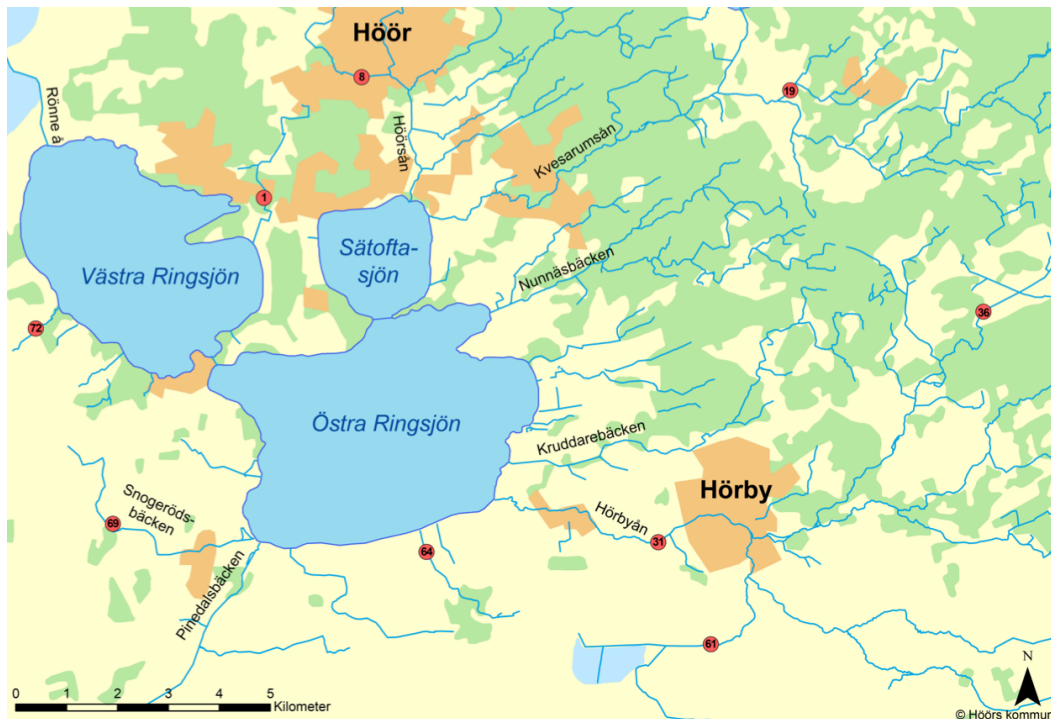 Höör
8
19
Rönne å
Höörsån
Kvesarumsån
1
Sätofta-
sjön
Västra Ringsjön
Nunnäsbäcken
36
72
Östra Ringsjön
Kruddarebäcken
Hörby
Snogeröds-
bäcken
69
Hörbyån
31
64
Pinedalsbäcken
61
N
0 1 2 3 4 5
Kilometer
© Höörs kommun